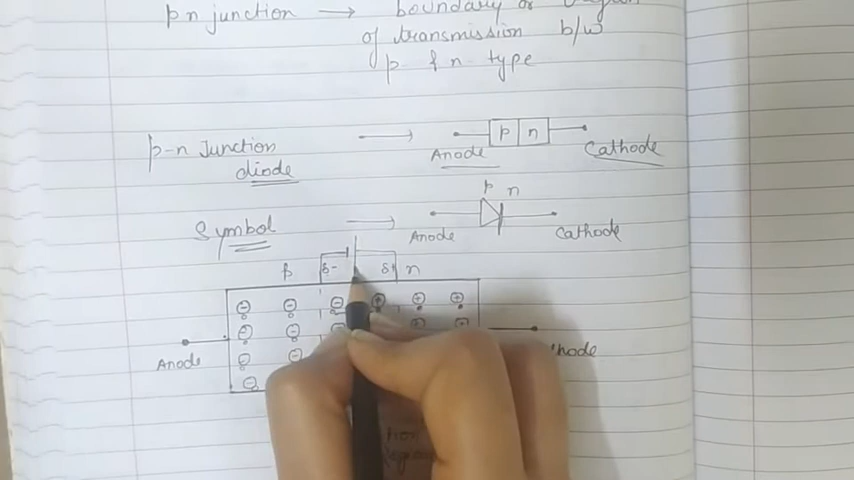 pn junction → boundary or
of transmission b/w
p & n type
p-n Junction diode → Anode p n Cathode
p n
Symbol → Anode Cathode
p δ- δ+ n
Anode